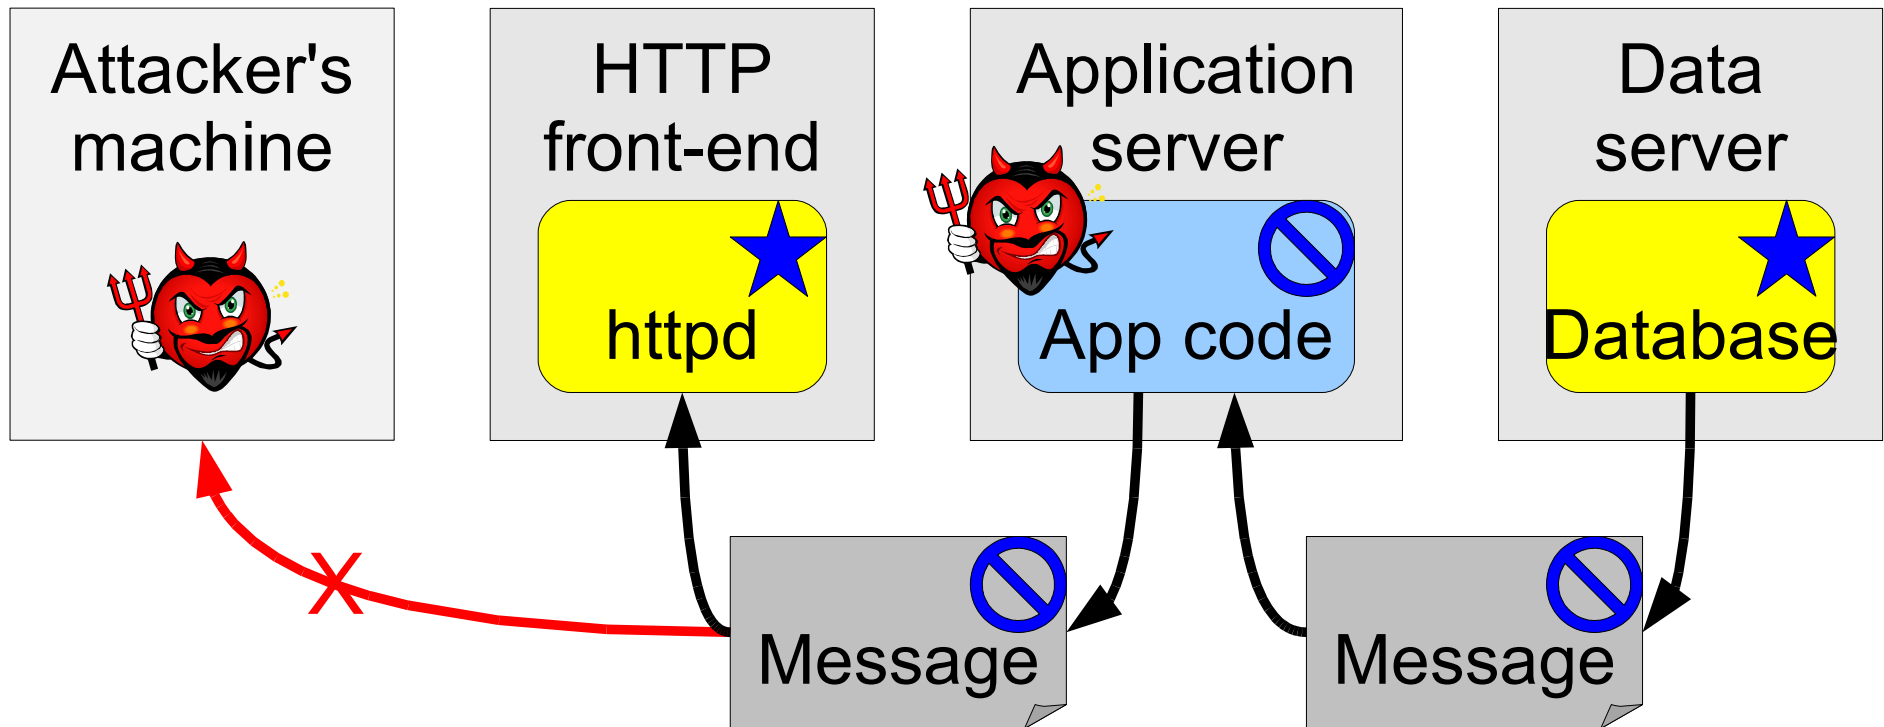 Attacker's
machine
HTTP
front-end
httpd
Application
server
App code
Data
server
Database
X
Message
Message